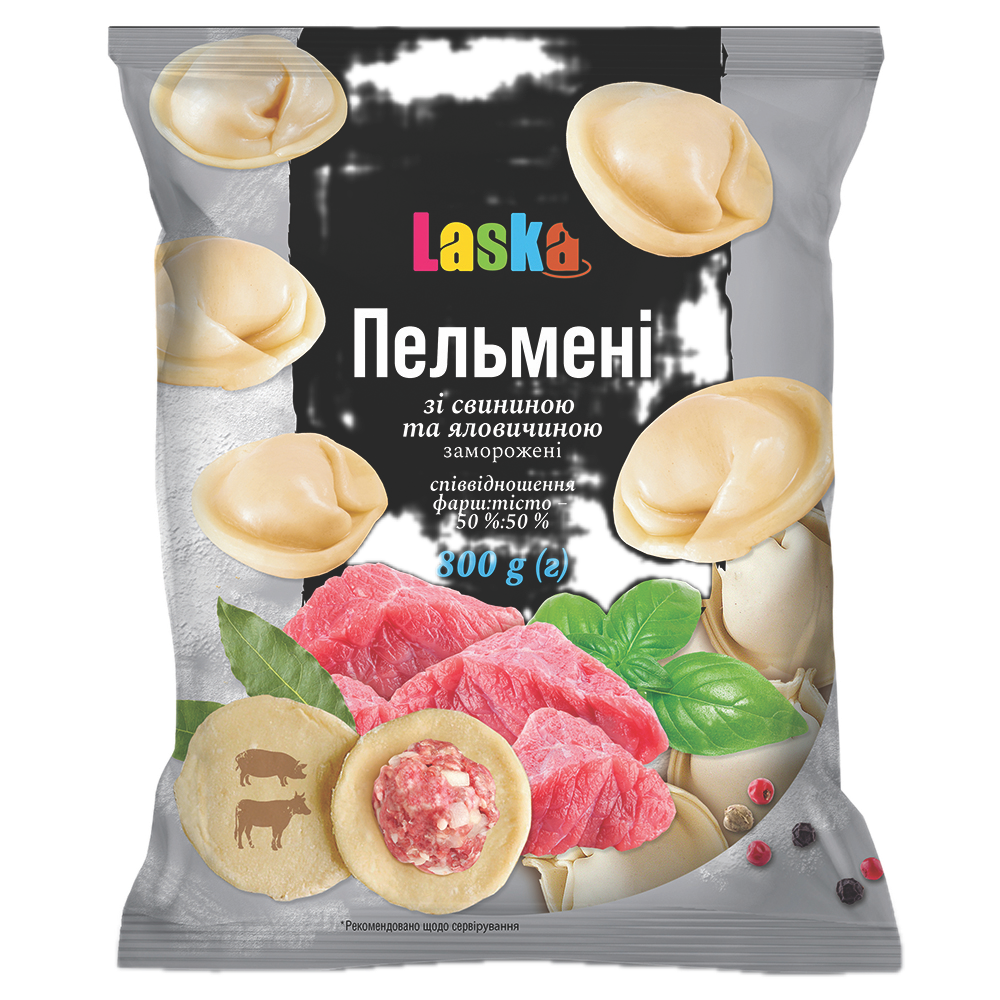 Laska
Пельмені
зі свининою
та яловичиною
заморожені
співвідношення
фарш:тісто –
50 %:50 %
800 g (г)
*Рекомендовано щодо сервірування